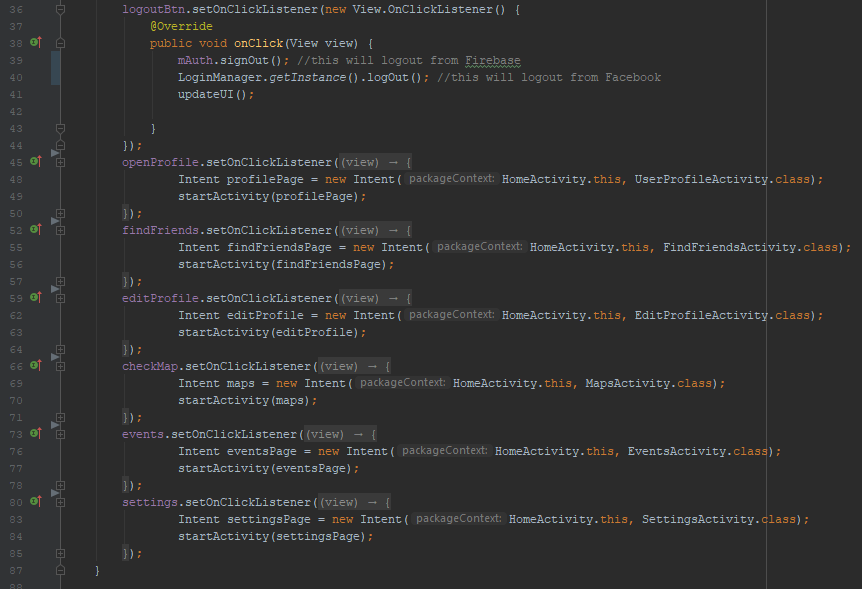 36 logoutBtn.setOnClickListener(new View.OnClickListener() {
37 @Override
38 public void onClick(View view) {
39 mAuth.signOut(); //this will logout from Firebase
40 LoginManager.getInstance().logOut(); //this will logout from Facebook
41 updateUI();
42
43 }
44 });
45 openProfile.setOnClickListener((view) → {
48 Intent profilePage = new Intent( packageContext: HomeActivity.this, UserProfileActivity.class);
49 startActivity(profilePage);
50 });
52 findFriends.setOnClickListener((view) → {
55 Intent findFriendsPage = new Intent( packageContext: HomeActivity.this, FindFriendsActivity.class);
56 startActivity(findFriendsPage);
57 });
59 editProfile.setOnClickListener((view) → {
62 Intent editProfile = new Intent( packageContext: HomeActivity.this, EditProfileActivity.class);
63 startActivity(editProfile);
64 });
66 checkMap.setOnClickListener((view) → {
69 Intent maps = new Intent( packageContext: HomeActivity.this, MapsActivity.class);
70 startActivity(maps);
71 });
73 events.setOnClickListener((view) → {
76 Intent eventsPage = new Intent( packageContext: HomeActivity.this, EventsActivity.class);
77 startActivity(eventsPage);
78 });
80 settings.setOnClickListener((view) → {
83 Intent settingsPage = new Intent( packageContext: HomeActivity.this, SettingsActivity.class);
84 startActivity(settingsPage);
85 });
87 }
88